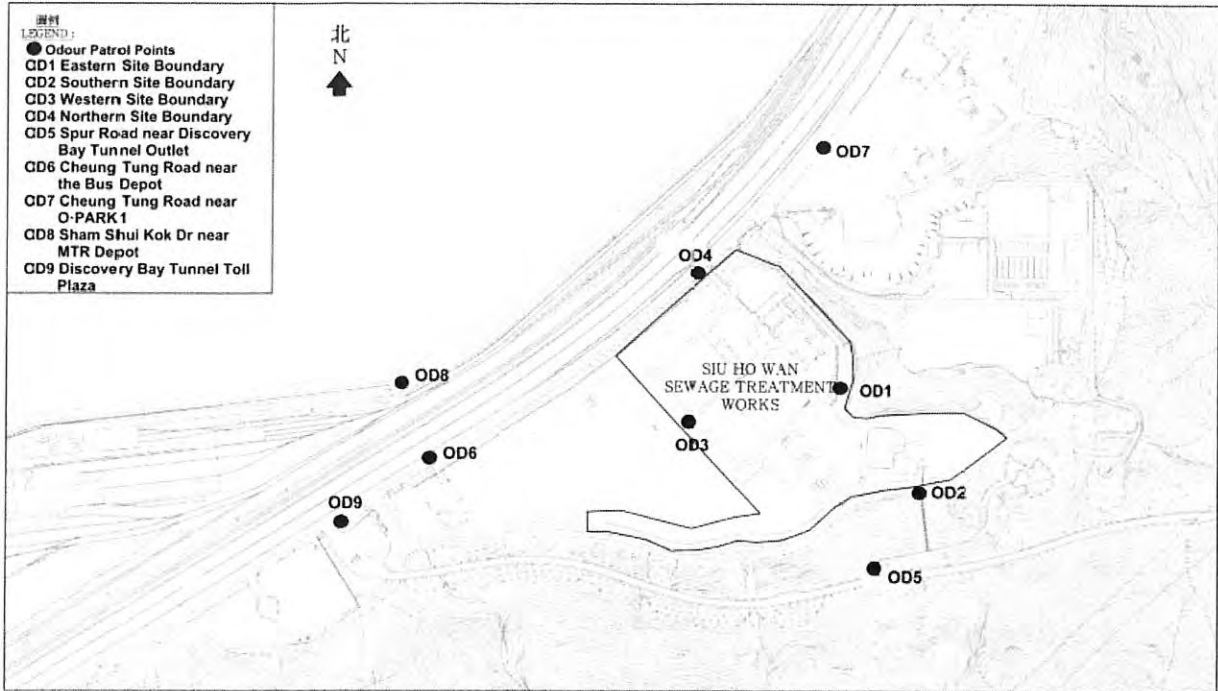 圖例
LEGEND:
Odour Patrol Points
OD1 Eastern Site Boundary
OD2 Southern Site Boundary
OD3 Western Site Boundary
OD4 Northern Site Boundary
OD5 Spur Road near Discovery
Bay Tunnel Outlet
OD6 Cheung Tung Road near
the Bus Depot
OD7 Cheung Tung Road near
O·PARK1
OD8 Sham Shui Kok Dr near
MTR Depot
OD9 Discovery Bay Tunnel Toll
Plaza
北
N
OD7
OD4
OD8
SIU HO WAN
SEWAGE TREATMENT
WORKS
OD1
OD3
OD6
OD2
OD9
OD5